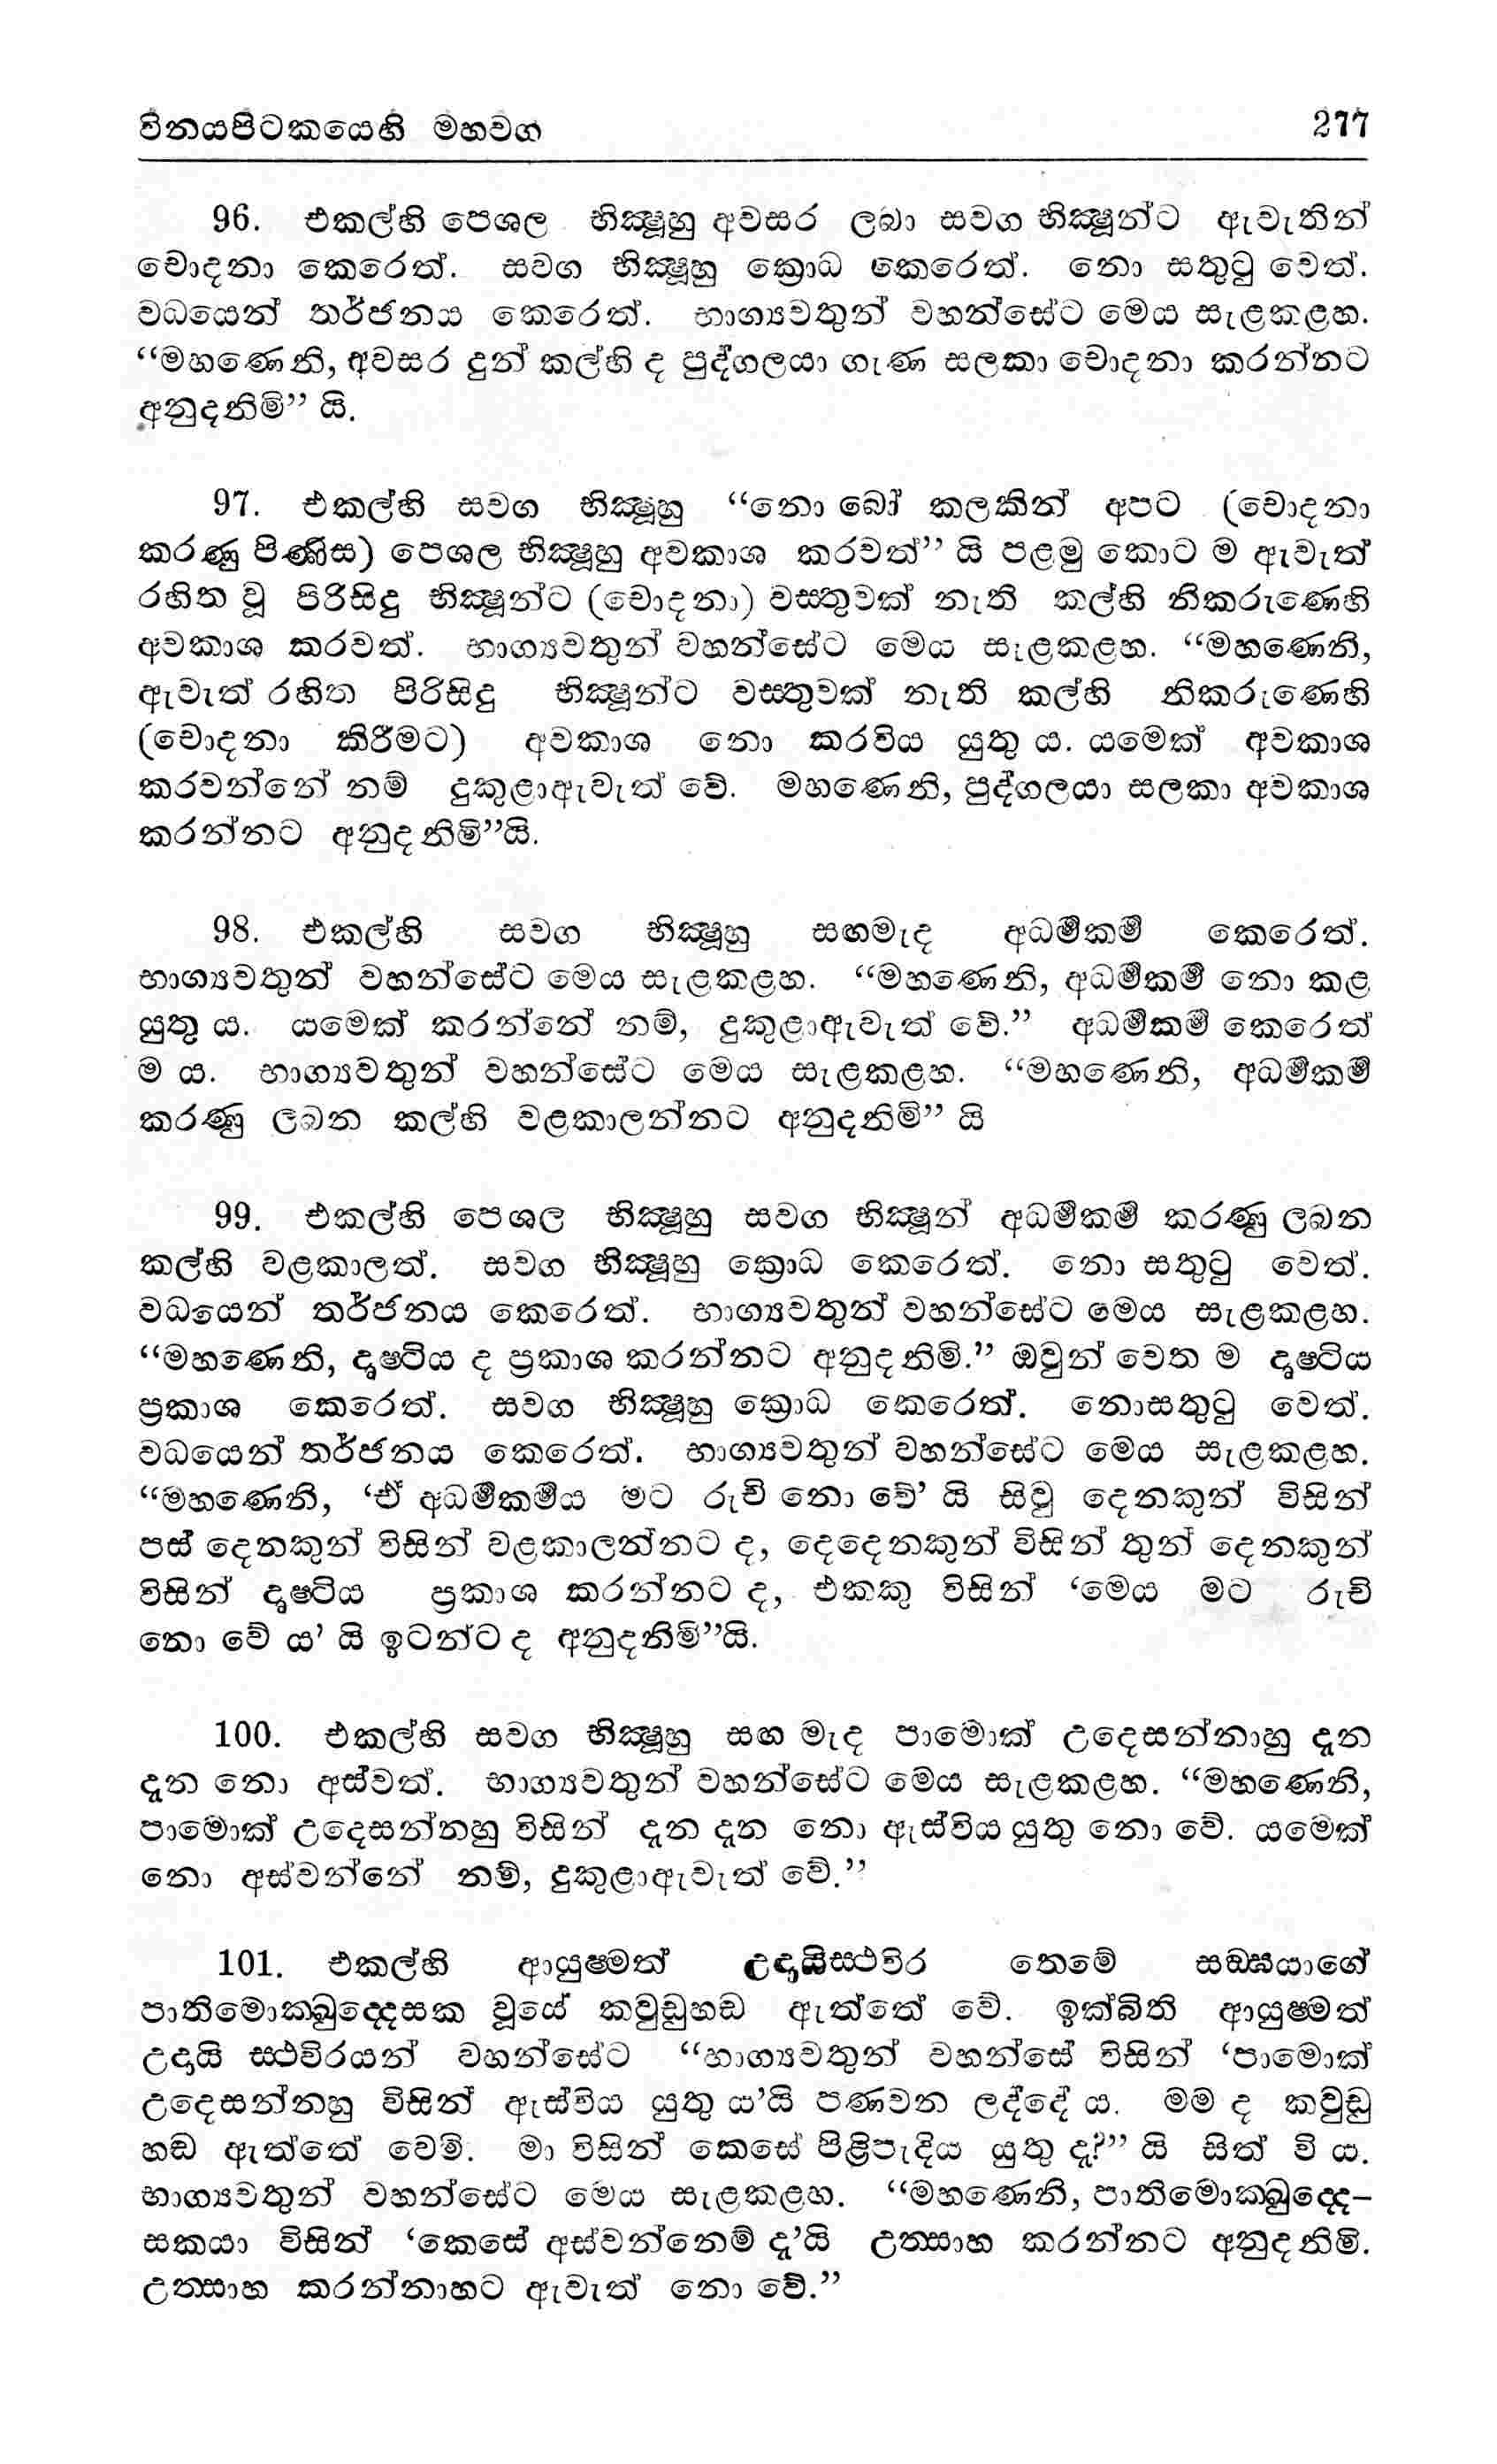 විනයපිටකයෙහි මහවග 277
96. එකල්හි පෙශල භික්‍ෂූහු අවසර ලබා සවග භික්‍ෂූන්ට ඇවැතින්
චොදනා කෙරෙත්. සවග භික්‍ෂූහු ක්‍රොධ කෙරෙත්. නො සතුටු වෙත්.
වධයෙන් තර්ජනය කෙරෙත්. භාග්‍යවතුන් වහන්සේට මෙය සැළකළහ.
“මහණෙනි, අවසර දුන් කල්හි ද පුද්ගලයා ගැණ සලකා චොදනා කරන්නට
අනුදනිමි” යි.
97. එකල්හි සවග භික්‍ෂූහු “නො බෝ කලකින් අපට (චොදනා
කරණු පිණිස) පෙශල භික්‍ෂූහු අවකාශ කරවත්” යි පළමු කොට ම ඇවැත්
රහිත වූ පිරිසිදු භික්‍ෂූන්ට (චොදනා) වස්තුවක් නැති කල්හි නිකරුණෙහි
අවකාශ කරවත්. භාග්‍යවතුන් වහන්සේට මෙය සැළකළහ. “මහණෙනි,
ඇවැත් රහිත පිරිසිදු භික්‍ෂූන්ට වස්තුවක් නැති කල්හි නිකරුණෙහි
(චොදනා කිරීමට) අවකාශ නො කරවිය යුතු ය. යමෙක් අවකාශ
කරවන්නේ නම් දුකුළාඇවැත් වේ. මහණෙනි, පුද්ගලයා සලකා අවකාශ
කරන්නට අනුදනිමි”යි.
98. එකල්හි සවග භික්‍ෂූහු සඟමැද අධර්‍මකර්‍ම කෙරෙත්.
භාග්‍යවතුන් වහන්සේට මෙය සැළකළහ. “මහණෙනි, අධර්‍මකර්‍ම නො කළ
යුතු ය. යමෙක් කරන්නේ නම්, දුකුළාඇවැත් වේ.” අධර්‍මකර්‍ම කෙරෙත්
ම ය. භාග්‍යවතුන් වහන්සේට මෙය සැළකළහ. “මහණෙනි, අධර්‍මකර්‍ම
කරණු ලබන කල්හි වළකාලන්නට අනුදනිමි” යි
99. එකල්හි පෙශල භික්‍ෂූහු සවග භික්‍ෂූන් අධර්‍මකර්‍ම කරණු ලබන
කල්හි වළකාලත්. සවග භික්‍ෂූහු ක්‍රොධ කෙරෙත්. නො සතුටු වෙත්.
වධයෙන් තර්ජනය කෙරෙත්. භාග්‍යවතුන් වහන්සේට මෙය සැළකළහ.
“මහණෙනි, දෘෂ්ටිය ද ප්‍රකාශ කරන්නට අනුදනිමි.” ඔවුන් වෙත ම දෘෂ්ටිය
ප්‍රකාශ කෙරෙත්. සවග භික්‍ෂූහු ක්‍රොධ කෙරෙත්. නොසතුටු වෙත්.
වධයෙන් තර්ජනය කෙරෙත්. භාග්‍යවතුන් වහන්සේට මෙය සැළකළහ.
“මහණෙනි, ‘ඒ අධර්‍මකර්‍මය මට රුචි නො වේ’ යි සිවු දෙනකුන් විසින්
පස් දෙනකුන් විසින් වළකාලන්නට ද, දෙදෙනකුන් විසින් තුන් දෙනකුන්
විසින් දෘෂ්ටිය ප්‍රකාශ කරන්නට ද, එකකු විසින් ‘මෙය මට රුචි
නො වේ ය’ යි ඉටන්ට ද අනුදනිමි”යි.
100. එකල්හි සවග භික්‍ෂූහු සඟ මැද පාමොක් උදෙසන්නාහු දැන
දැන නො අස්වත්. භාග්‍යවතුන් වහන්සේට මෙය සැළකළහ. “මහණෙනි,
පාමොක් උදෙසන්නහු විසින් දැන දැන නො ඇස්විය යුතු නො වේ. යමෙක්
නො අස්වන්නේ නම්, දුකුළාඇවැත් වේ.”
101. එකල්හි ආයුෂ්මත් උදායිස්ථවිර තෙමේ සඞ්ඝයාගේ
පාතිමොක්ඛුද්දෙසක වූයේ කවුඩුහඬ ඇත්තේ වේ. ඉක්බිති ආයුෂ්මත්
උදායි ස්ථවිරයන් වහන්සේට “භාග්‍යවතුන් වහන්සේ විසින් ‘පාමොක්
උදෙසන්නහු විසින් ඇස්විය යුතු ය’යි පණවන ලද්දේ ය. මම ද කවුඩු
හඬ ඇත්තේ වෙමි. මා විසින් කෙසේ පිළිපැදිය යුතු ද?” යි සිත් වි ය.
භාග්‍යවතුන් වහන්සේට මෙය සැළකළහ. “මහණෙනි, පාතිමොක්ඛුද්දෙ-
සකයා විසින් ‘කෙසේ අස්වන්නෙම් ද’යි උත්සාහ කරන්නට අනුදනිමි.
උත්සාහ කරන්නාහට ඇවැත් නො වේ.”